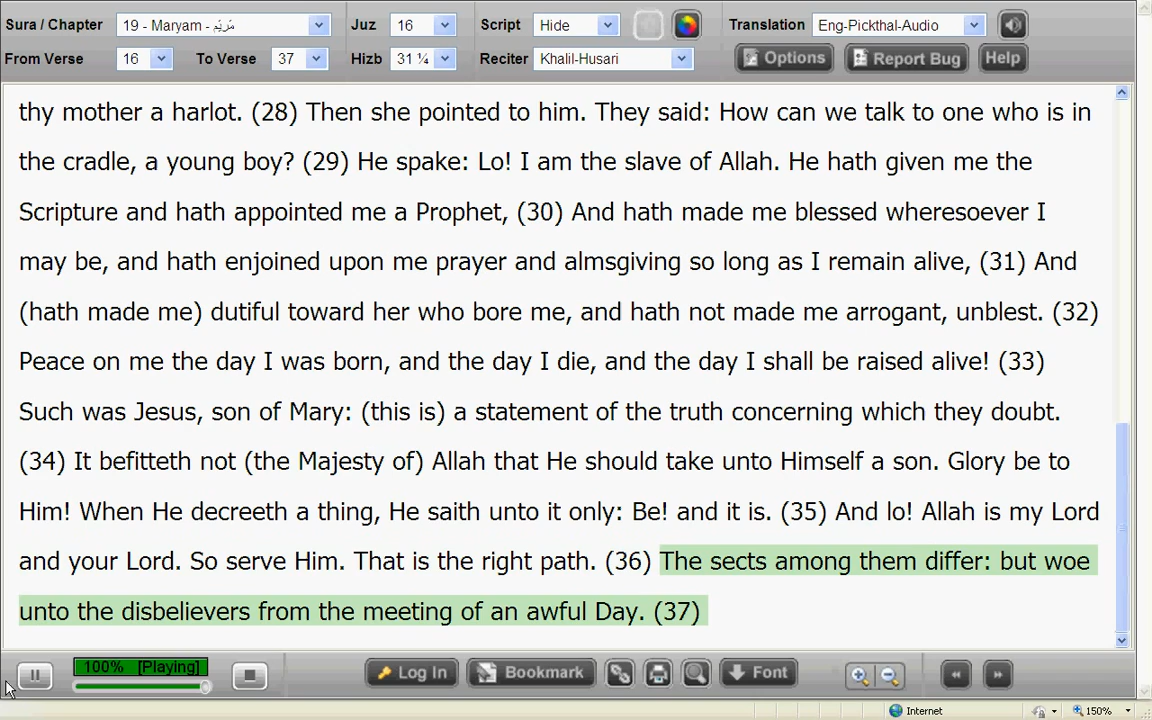 Sura / Chapter 19 - Maryam - مَريَم Juz 16 Script Hide Translation Eng-Pickthal-Audio
From Verse 16 To Verse 37 Hizb 31 ¼ Reciter Khalil-Husari Options Report Bug Help
thy mother a harlot. (28) Then she pointed to him. They said: How can we talk to one who is in
the cradle, a young boy? (29) He spake: Lo! I am the slave of Allah. He hath given me the
Scripture and hath appointed me a Prophet, (30) And hath made me blessed wheresoever I
may be, and hath enjoined upon me prayer and almsgiving so long as I remain alive, (31) And
(hath made me) dutiful toward her who bore me, and hath not made me arrogant, unblest. (32)
Peace on me the day I was born, and the day I die, and the day I shall be raised alive! (33)
Such was Jesus, son of Mary: (this is) a statement of the truth concerning which they doubt.
(34) It befitteth not (the Majesty of) Allah that He should take unto Himself a son. Glory be to
Him! When He decreeth a thing, He saith unto it only: Be! and it is. (35) And lo! Allah is my Lord
and your Lord. So serve Him. That is the right path. (36) The sects among them differ: but woe
unto the disbelievers from the meeting of an awful Day. (37)
100% [Playing] Log In Bookmark Font
Internet 150%